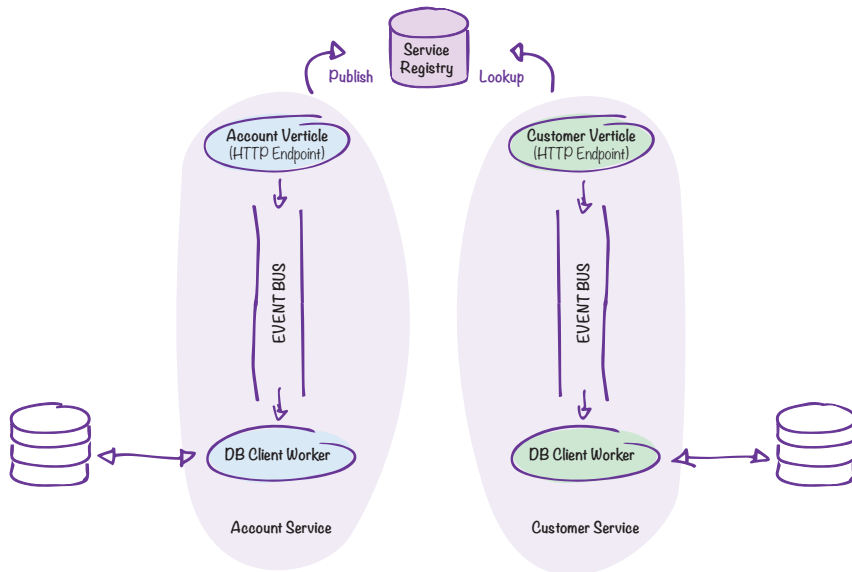 Service
Registry
Publish
Lookup
Account Verticle
(HTTP Endpoint)
Customer Verticle
(HTTP Endpoint)
EVENT BUS
EVENT BUS
DB Client Worker
DB Client Worker
Account Service
Customer Service